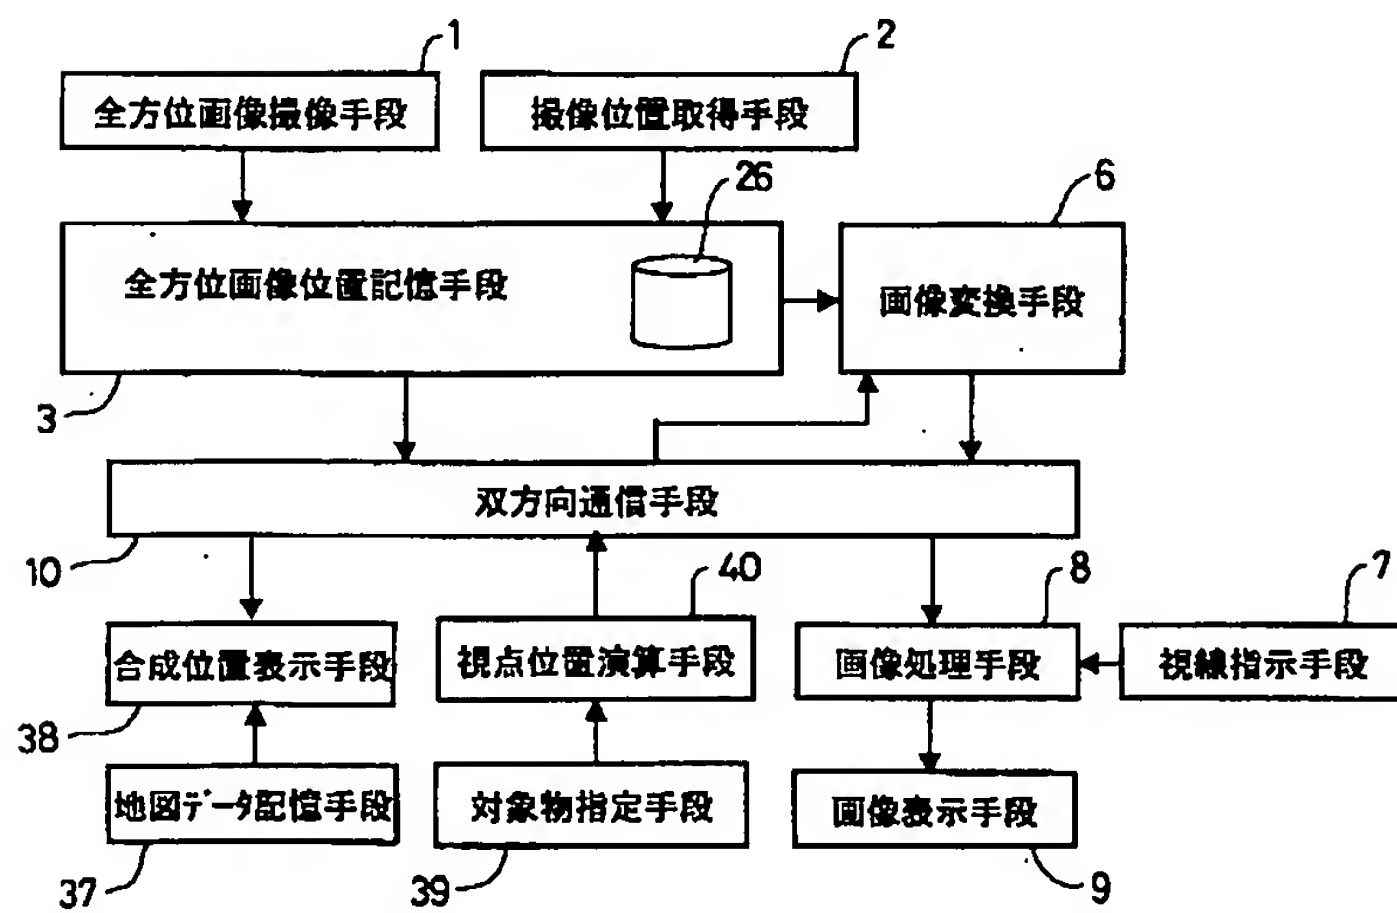 1
2
全方位画像撮像手段
撮像位置取得手段
26
6
全方位画像位置記憶手段
画像変換手段
3
双方向通信手段
10
40
8
7
合成位置表示手段
視点位置演算手段
画像処理手段
視線指示手段
38
地図データ記憶手段
対象物指定手段
画像表示手段
37
39
9